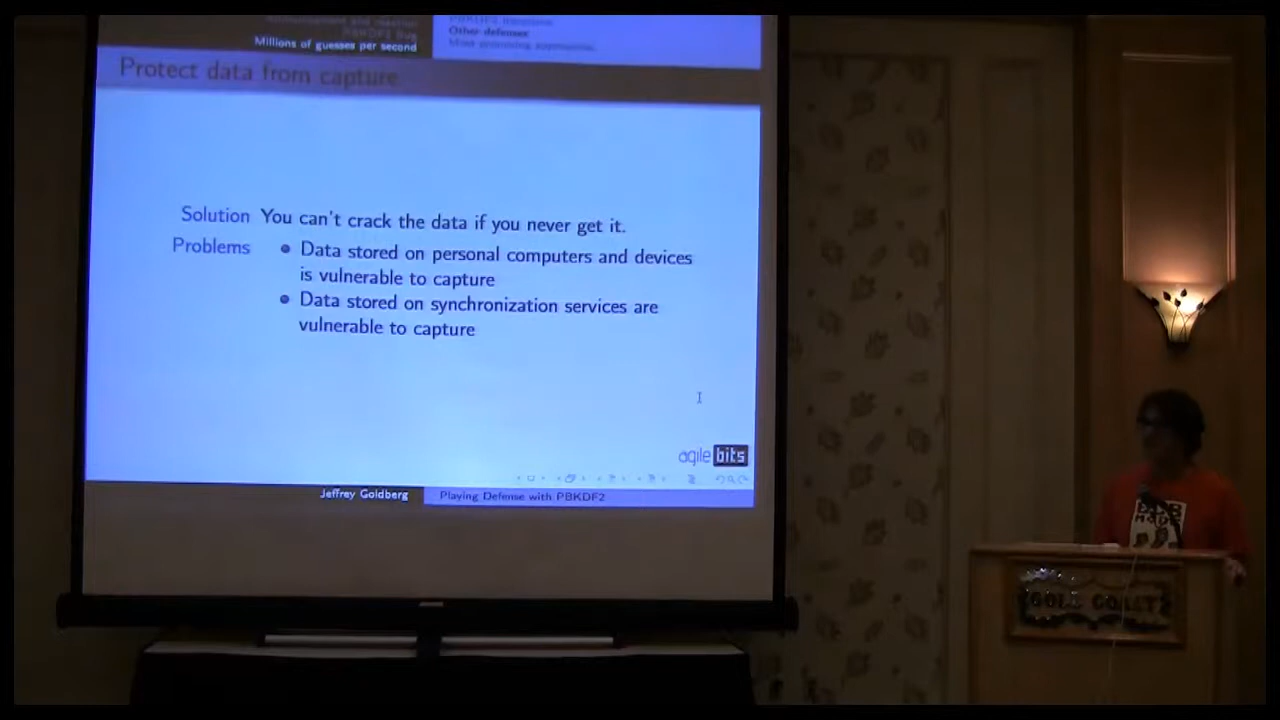 Millions of guesses per second
Other defenses
Protect data from capture
Solution You can't crack the data if you never get it.
Problems • Data stored on personal computers and devices
is vulnerable to capture
• Data stored on synchronization services are
vulnerable to capture
agile bits
Jeffrey Goldberg Playing Defense with PBKDF2
GOLD COAST